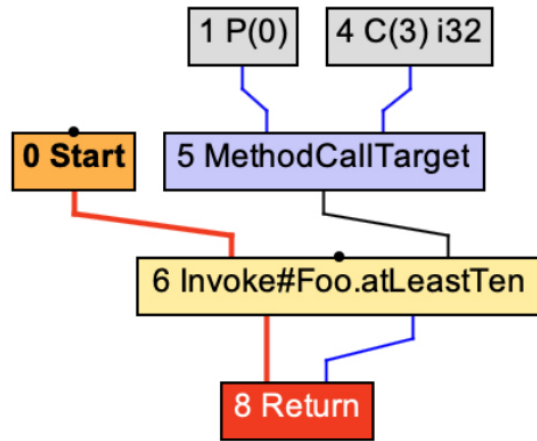 1 P(0)
4 C(3) i32
0 Start
5 MethodCallTarget
6 Invoke#Foo.atLeastTen
8 Return